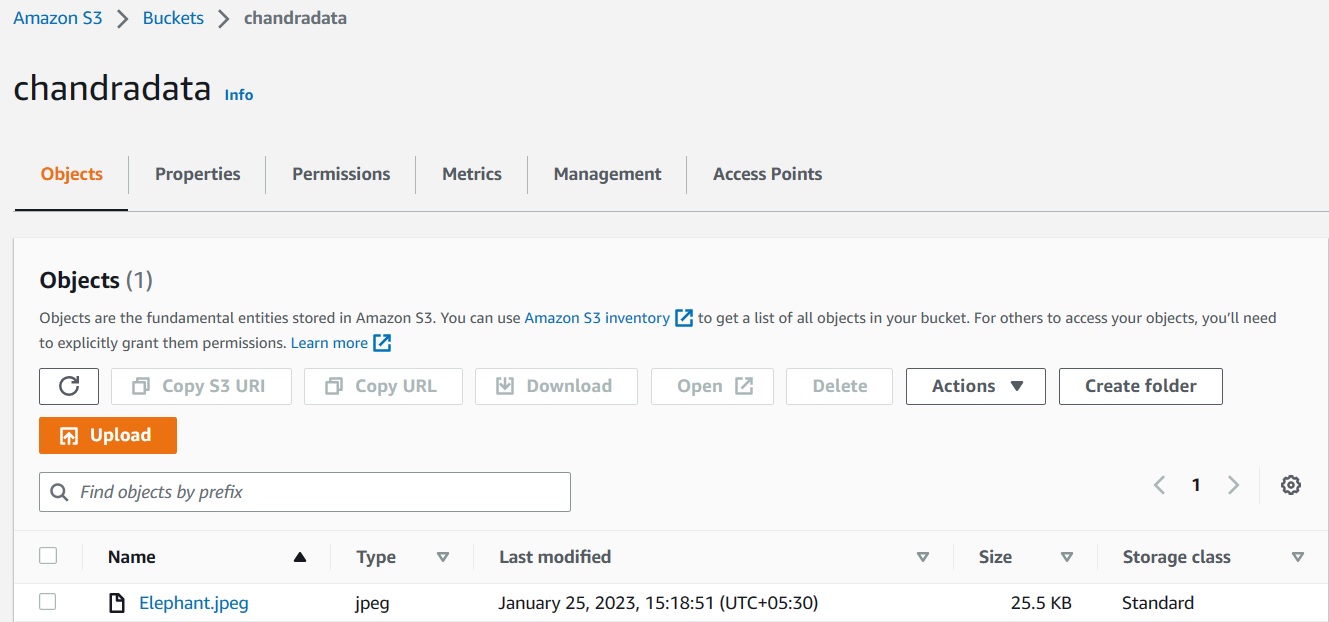 Amazon S3 > Buckets > chandradata
chandradata Info
Objects Properties Permissions Metrics Management Access Points
Objects (1)
Objects are the fundamental entities stored in Amazon S3. You can use Amazon S3 inventory to get a list of all objects in your bucket. For others to access your objects, you'll need
to explicitly grant them permissions. Learn more
Copy S3 URI Copy URL Download Open Delete Actions Create folder
Upload
Find objects by prefix
1
Name Type Last modified Size Storage class
Elephant.jpeg jpeg January 25, 2023, 15:18:51 (UTC+05:30) 25.5 KB Standard